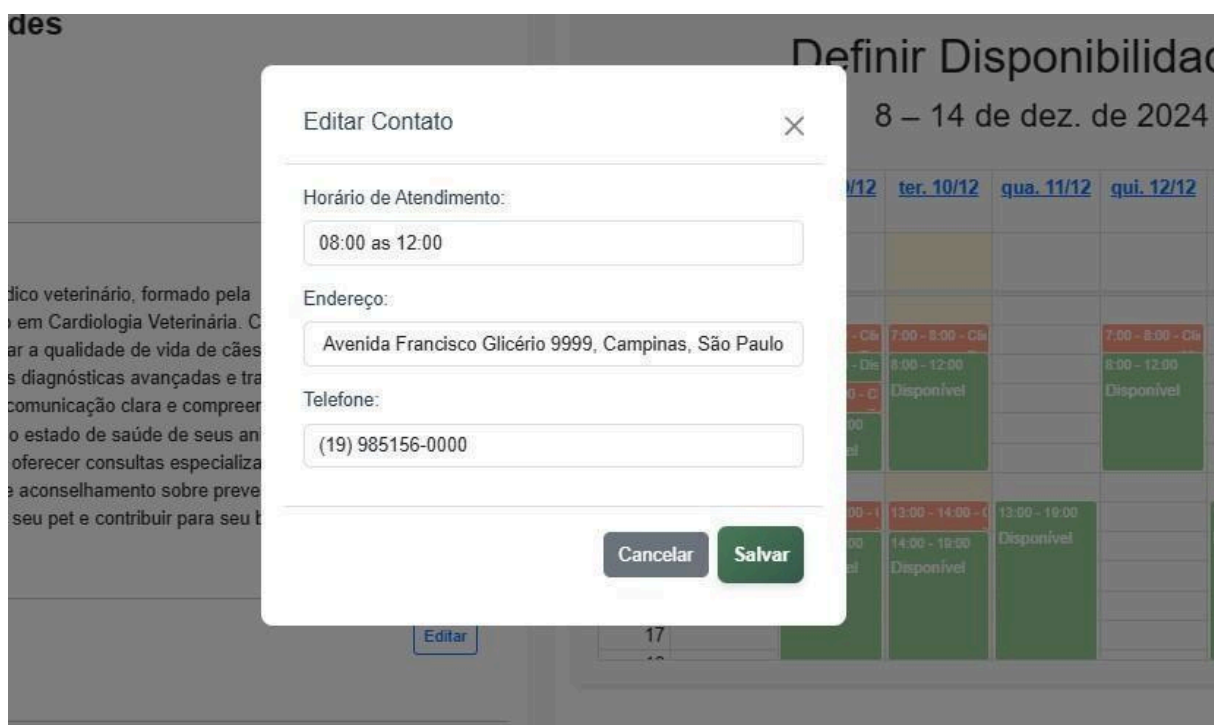 des
Definir Disponibilidad
8 – 14 de dez. de 2024
Editar Contato
Horário de Atendimento:
08:00 as 12:00
Endereço:
Avenida Francisco Glicério 9999, Campinas, São Paulo
Telefone:
(19) 985156-0000
Cancelar
Salvar
/12 ter. 10/12 qua. 11/12 qui. 12/12
dico veterinário, formado pela
em Cardiologia Veterinária. C
ar a qualidade de vida de cães
s diagnósticas avançadas e tra
comunicação clara e compreer
o estado de saúde de seus ani
oferecer consultas especializa
e aconselhamento sobre preve
seu pet e contribuir para seu b
Editar
7:00 - 8:00 - Clí
8:00 - 12:00
Disponível
7:00 - 8:00 - Clí
8:00 - 12:00
Disponível
13:00 - 14:00 -
14:00 - 19:00
Disponível
13:00 - 19:00
Disponível
17